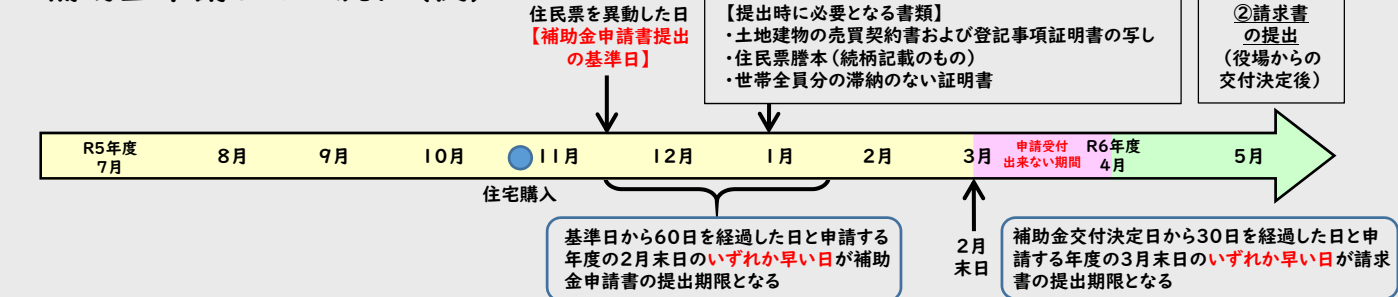 住民票を異動した日
【補助金申請書提出
の基準日】
【提出時に必要となる書類】
・土地建物の売買契約書および登記事項証明書の写し
・住民票謄本（続柄記載のもの）
・世帯全員分の滞納のない証明書
②請求書
の提出
（役場からの
交付決定後）
R5年度
7月
8月
9月
10月
11月
12月
1月
2月
3月
申請受付
出来ない期間
R6年度
4月
5月
住宅購入
基準日から60日を経過した日と申請する
年度の2月末日のいずれか早い日が補助
金申請書の提出期限となる
2月
末日
補助金交付決定日から30日を経過した日と申
請する年度の3月末日のいずれか早い日が請求
書の提出期限となる